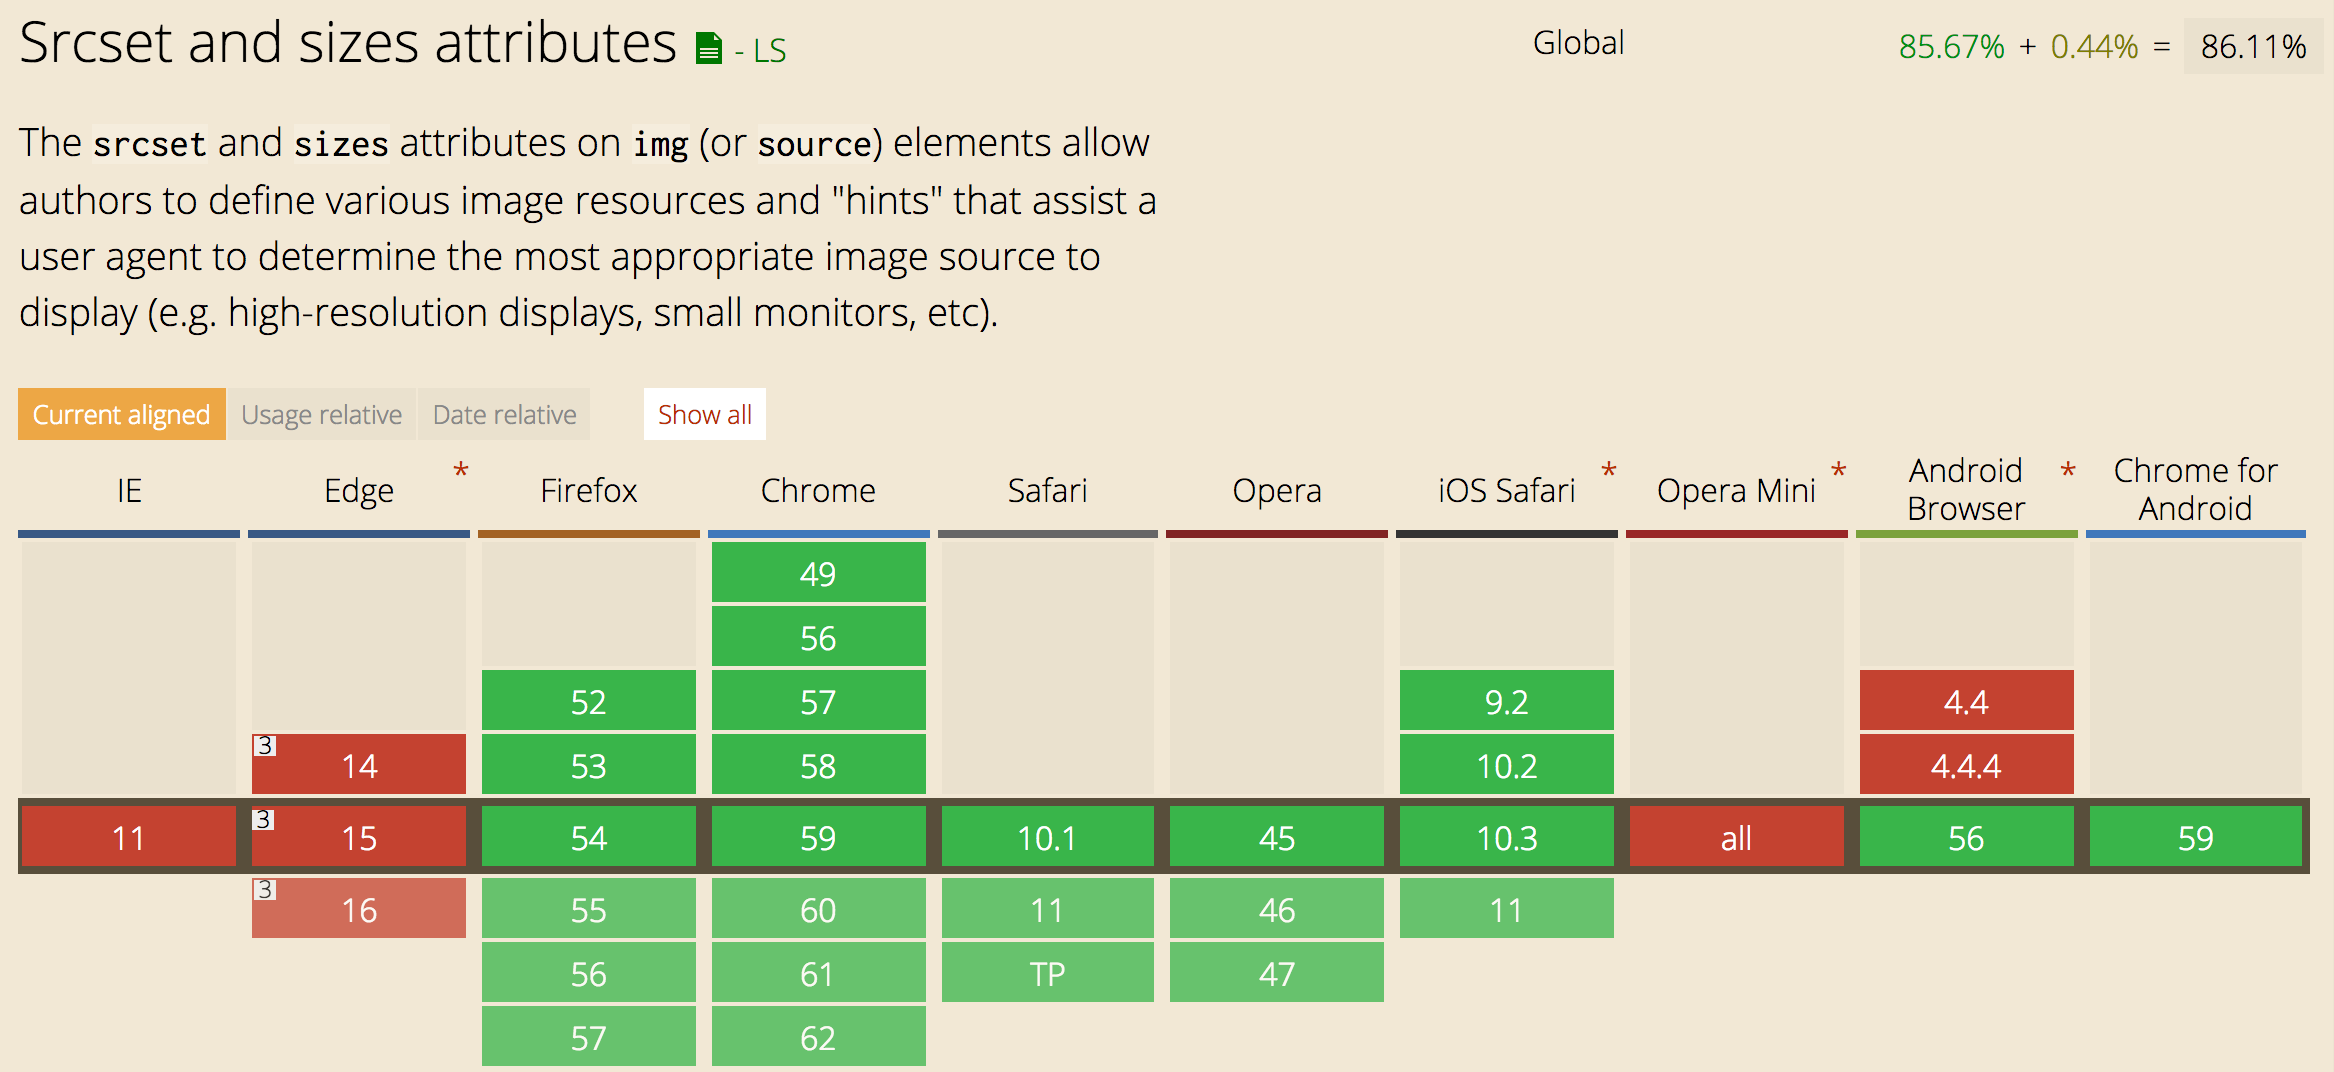 Srcset and sizes attributes - LS
Global
85.67% + 0.44% = 86.11%
The srcset and sizes attributes on img (or source) elements allow
authors to define various image resources and "hints" that assist a
user agent to determine the most appropriate image source to
display (e.g. high-resolution displays, small monitors, etc).
Current aligned Usage relative Date relative Show all
IE Edge * Firefox Chrome Safari Opera iOS Safari * Opera Mini * Android Browser * Chrome for Android
49
56
52 57 9.2 4.4
3 14 53 58 10.2 4.4.4
11 3 15 54 59 10.1 45 10.3 all 56 59
3 16 55 60 11 46 11
56 61 TP 47
57 62